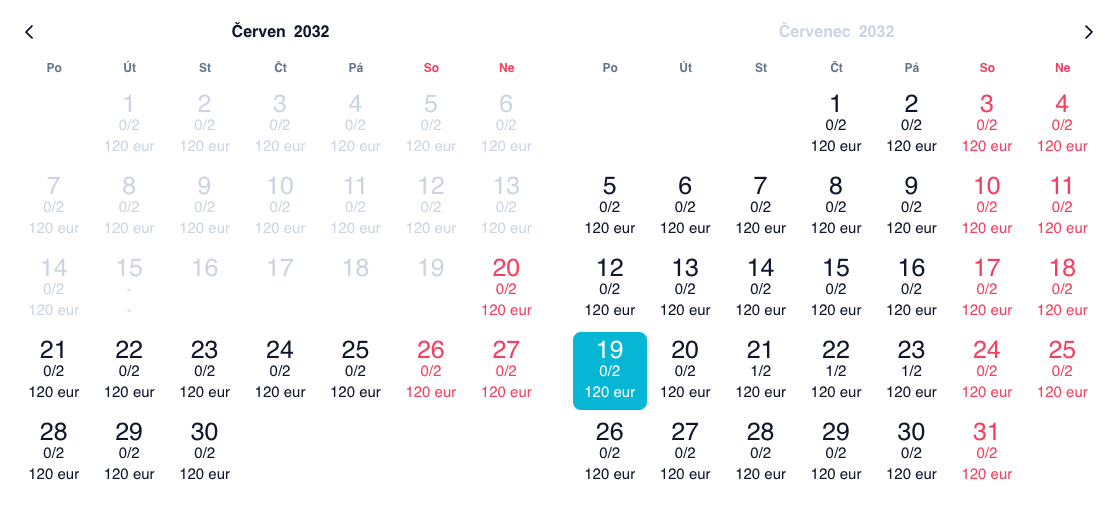 Červen 2032
Po Út St Čt Pá So Ne
1 2 3 4 5 6
0/2 0/2 0/2 0/2 0/2 0/2
120 eur 120 eur 120 eur 120 eur 120 eur 120 eur
7 8 9 10 11 12 13
0/2 0/2 0/2 0/2 0/2 0/2 0/2
120 eur 120 eur 120 eur 120 eur 120 eur 120 eur 120 eur
14 15 16 17 18 19 20
0/2 - 0/2
120 eur - 120 eur
21 22 23 24 25 26 27
0/2 0/2 0/2 0/2 0/2 0/2 0/2
120 eur 120 eur 120 eur 120 eur 120 eur 120 eur 120 eur
28 29 30
0/2 0/2 0/2
120 eur 120 eur 120 eur
Červenec 2032
Po Út St Čt Pá So Ne
1 2 3 4
0/2 0/2 0/2 0/2
120 eur 120 eur 120 eur 120 eur
5 6 7 8 9 10 11
0/2 0/2 0/2 0/2 0/2 0/2 0/2
120 eur 120 eur 120 eur 120 eur 120 eur 120 eur 120 eur
12 13 14 15 16 17 18
0/2 0/2 0/2 0/2 0/2 0/2 0/2
120 eur 120 eur 120 eur 120 eur 120 eur 120 eur 120 eur
19 20 21 22 23 24 25
0/2 0/2 1/2 1/2 1/2 0/2 0/2
120 eur 120 eur 120 eur 120 eur 120 eur 120 eur 120 eur
26 27 28 29 30 31
0/2 0/2 0/2 0/2 0/2 0/2
120 eur 120 eur 120 eur 120 eur 120 eur 120 eur